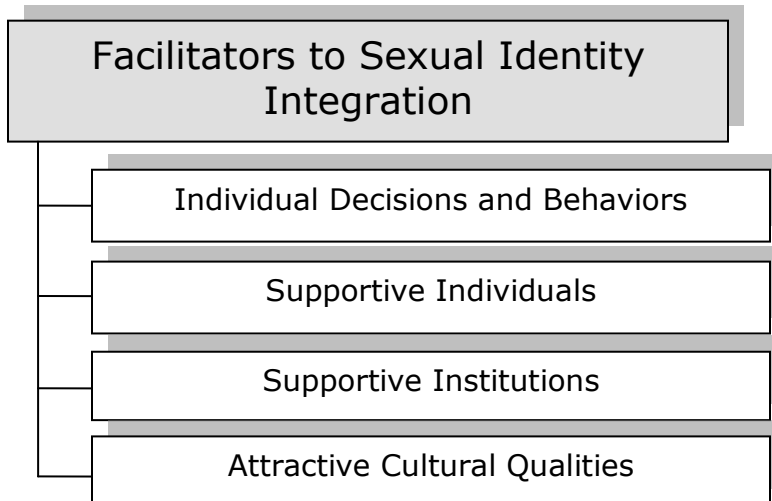 Facilitators to Sexual Identity
Integration
Individual Decisions and Behaviors
Supportive Individuals
Supportive Institutions
Attractive Cultural Qualities